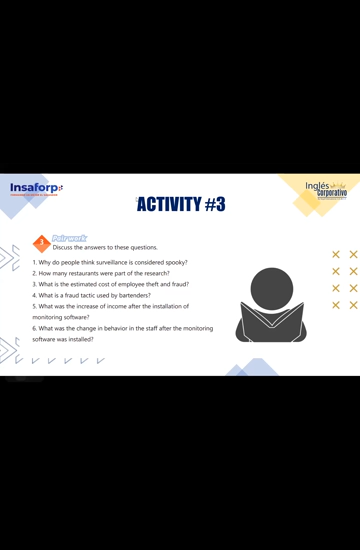 Insaforp
Inglés
Corporativo
ACTIVITY #3
3
Pair work
Discuss the answers to these questions.
1. Why do people think surveillance is considered spooky?
2. How many restaurants were part of the research?
3. What is the estimated cost of employee theft and fraud?
4. What is a fraud tactic used by bartenders?
5. What was the increase of income after the installation of
monitoring software?
6. What was the change in behavior in the staff after the monitoring
software was installed?